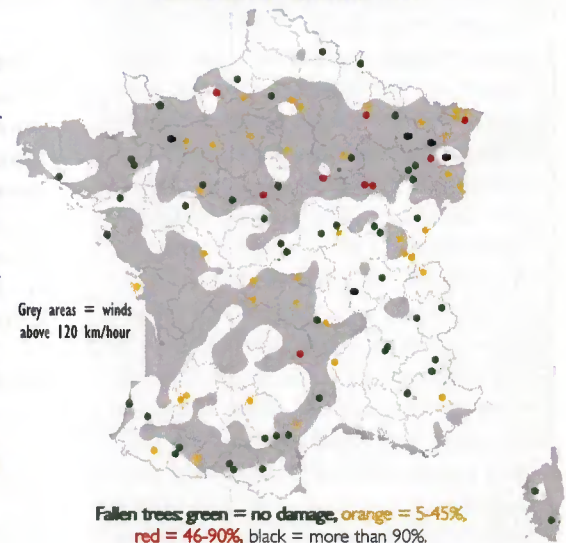 Grey areas = winds
above 120 km/hour
Fallen trees: green = no damage, orange = 5-45%,
red = 46-90%, black = more than 90%.